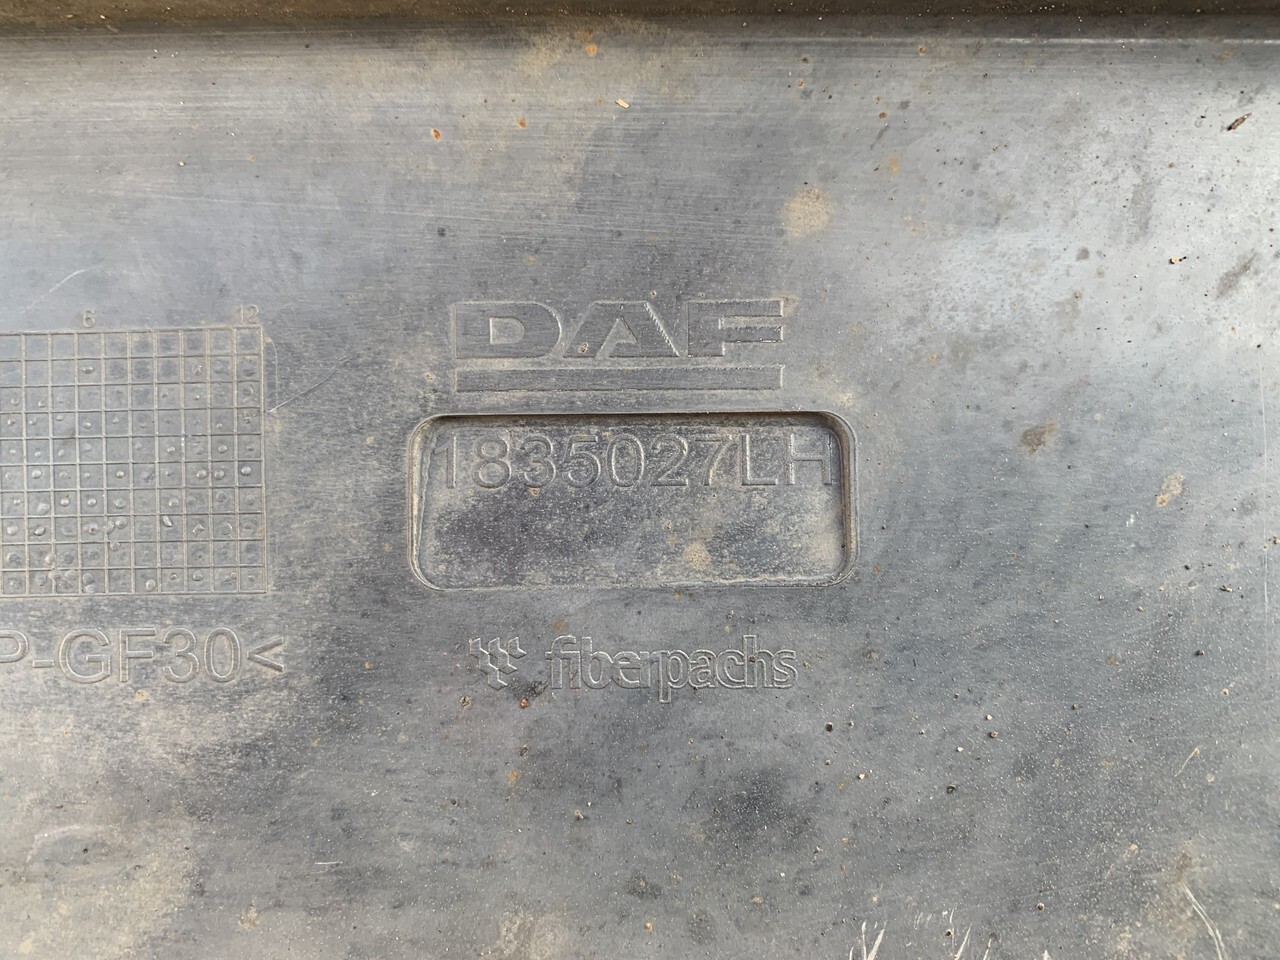 6 12
DAF
1835027LH
P-GF30<
fiberpachs